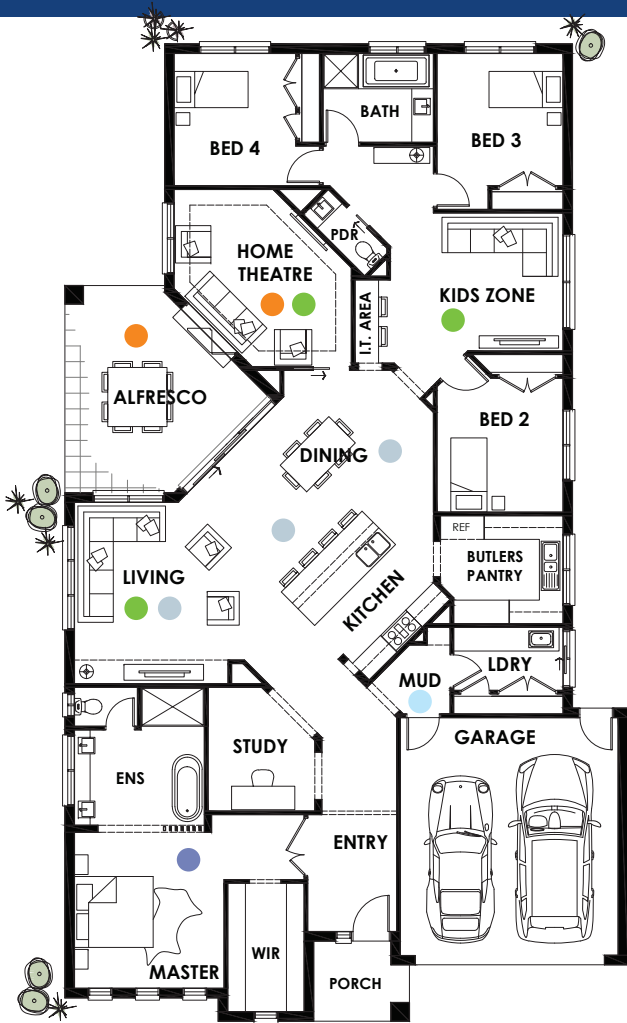 BATH
BED 4
BED 3
PDR
HOME
THEATRE
KIDS ZONE
I.T. AREA
ALFRESCO
BED 2
DINING
REF
BUTLERS
PANTRY
LIVING
KITCHEN
LDRY
MUD
GARAGE
STUDY
ENS
ENTRY
WIR
MASTER
PORCH